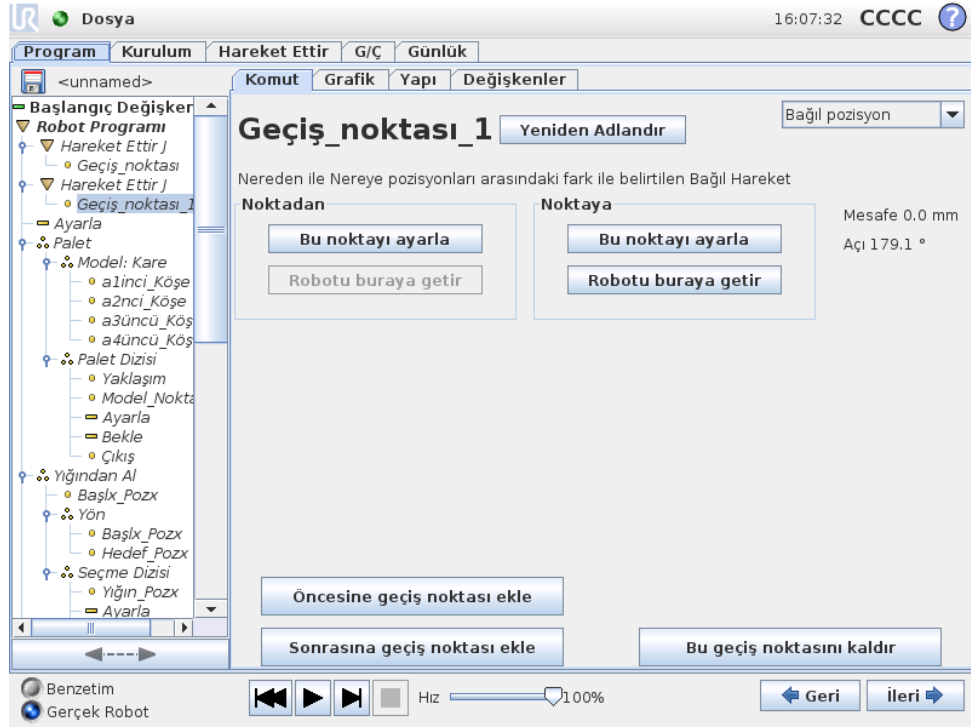 UR Dosya 16:07:32 CCCC ?
Program Kurulum Hareket Ettir G/Ç Günlük
<unnamed>
Komut Grafik Yapı Değişkenler
Başlangıç Değişker
Robot Programı
Hareket Ettir J
Geçiş_noktası
Hareket Ettir J
Geçiş_noktası_1
Ayarla
Palet
Model: Kare
a1inci_Köşe
a2nci_Köşe
a3üncü_Köş
a4üncü_Köş
Palet Dizisi
Yaklaşım
Model_Nokta
Ayarla
Bekle
Çıkış
Yığından Al
Başlx_Pozx
Yön
Başlx_Pozx
Hedef_Pozx
Seçme Dizisi
Yığın_Pozx
Ayarla
Geçiş_noktası_1 Yeniden Adlandır
Bağıl pozisyon
Nereden ile Nereye pozisyonları arasındaki fark ile belirtilen Bağıl Hareket
Noktadan
Bu noktayı ayarla
Robotu buraya getir
Noktaya
Bu noktayı ayarla
Robotu buraya getir
Mesafe 0.0 mm
Açı 179.1 °
Öncesine geçiş noktası ekle
Sonrasına geçiş noktası ekle
Bu geçiş noktasını kaldır
Benzetim
Gerçek Robot
Hız 100%
Geri
İleri